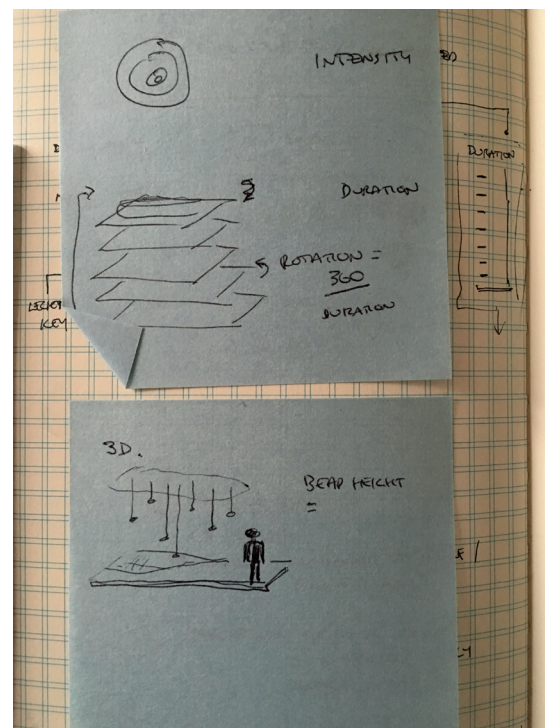 INTENSITY
DURATION
DURATION
ROTATION =
360
DURATION
KEY
3D.
BEAD HEIGHT
=